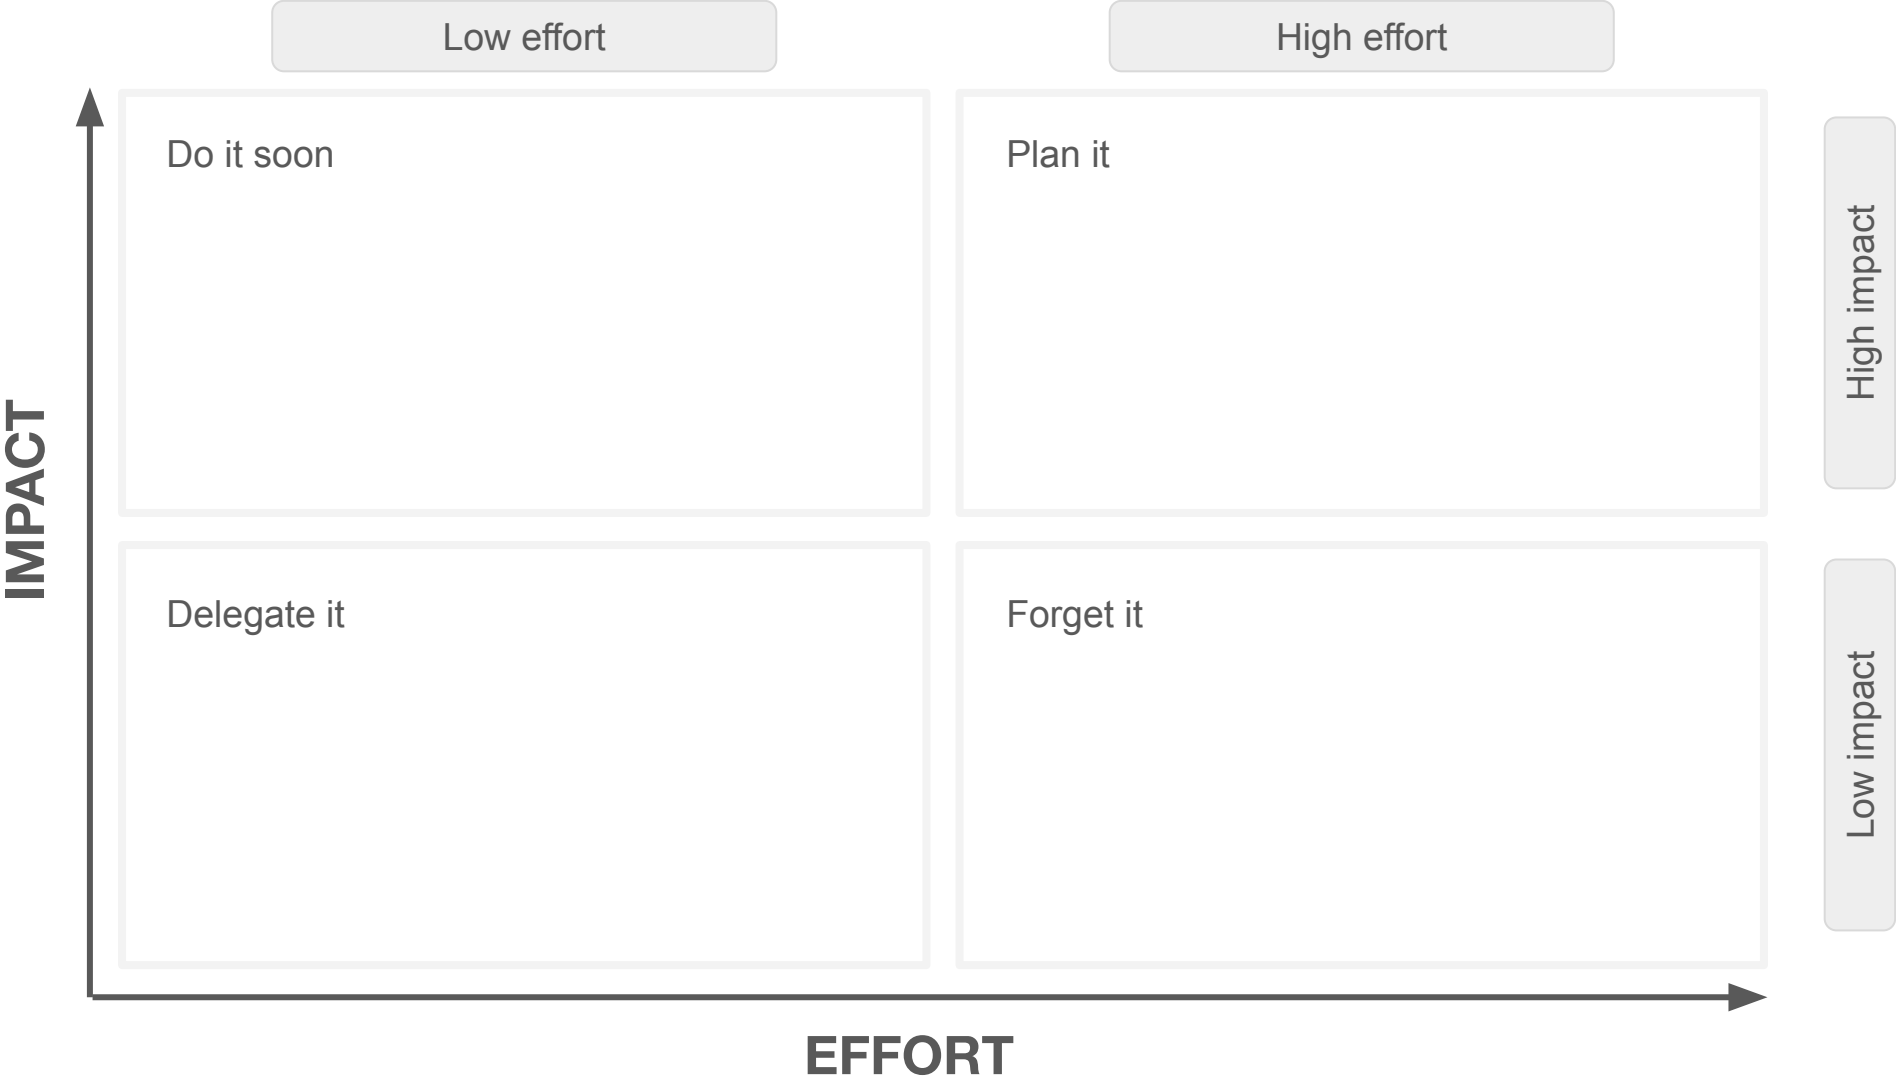 Low effort
High effort
Do it soon
Plan it
High impact
IMPACT
Delegate it
Forget it
Low impact
EFFORT